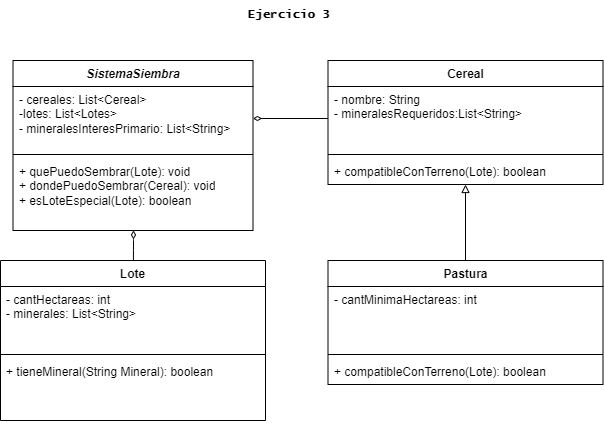 Ejercicio 3
SistemaSiembra
- cereales: List<Cereal>
-lotes: List<Lotes>
- mineralesInteresPrimario: List<String>
+ quePuedoSembrar(Lote): void
+ dondePuedoSembrar(Cereal): void
+ esLoteEspecial(Lote): boolean
Cereal
- nombre: String
- mineralesRequeridos:List<String>
+ compatibleConTerreno(Lote): boolean
Lote
- cantHectareas: int
- minerales: List<String>
+ tieneMineral(String Mineral): boolean
Pastura
- cantMinimaHectareas: int
+ compatibleConTerreno(Lote): boolean